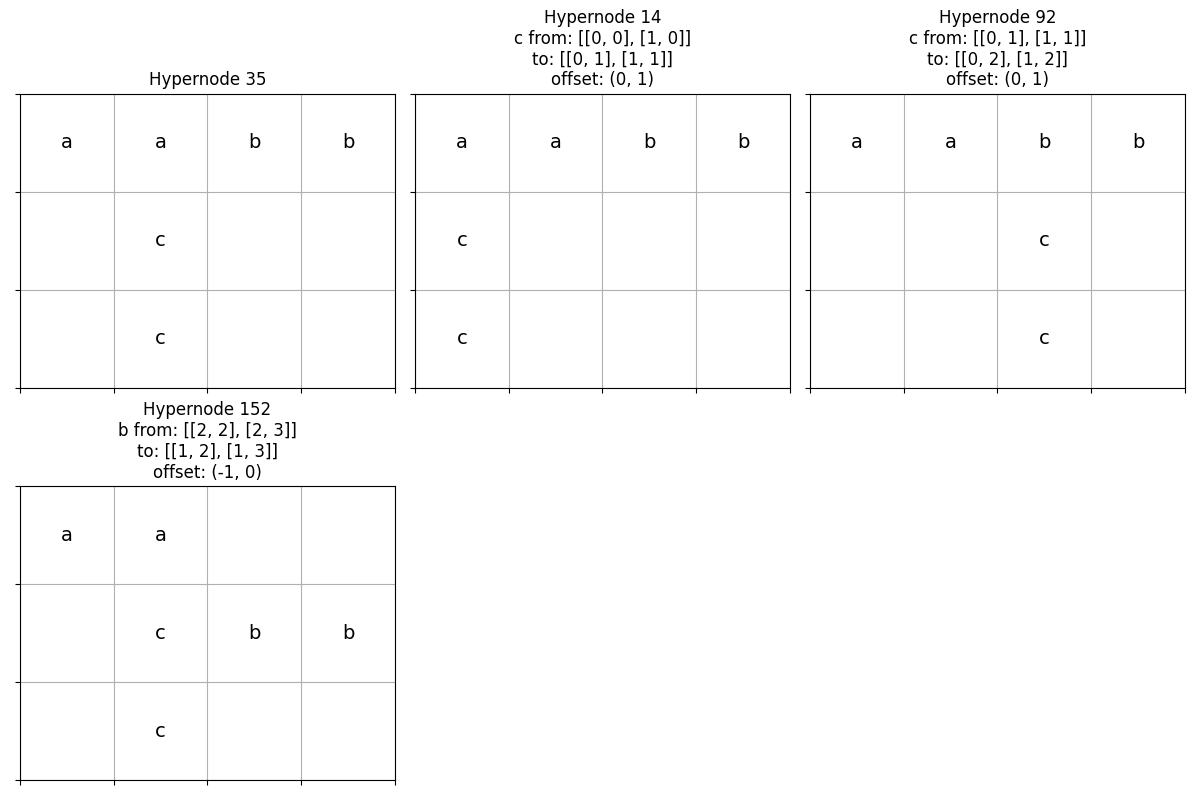 Hypernode 35
a a b b
c
c
Hypernode 14
c from: [[0, 0], [1, 0]]
to: [[0, 1], [1, 1]]
offset: (0, 1)
a a b b
c
c
Hypernode 92
c from: [[0, 1], [1, 1]]
to: [[0, 2], [1, 2]]
offset: (0, 1)
a a b b
c
c
Hypernode 152
b from: [[2, 2], [2, 3]]
to: [[1, 2], [1, 3]]
offset: (-1, 0)
a a
c b b
c